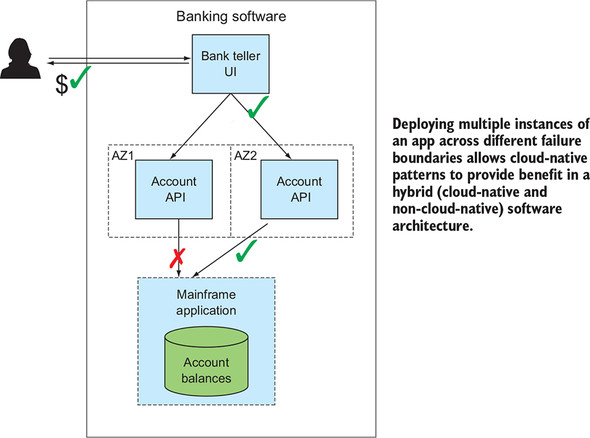 Banking software
Bank teller
UI
$
AZ1
AZ2
Account
API
Account
API
Mainframe
application
Account
balances
Deploying multiple instances of
an app across different failure
boundaries allows cloud-native
patterns to provide benefit in a
hybrid (cloud-native and
non-cloud-native) software
architecture.